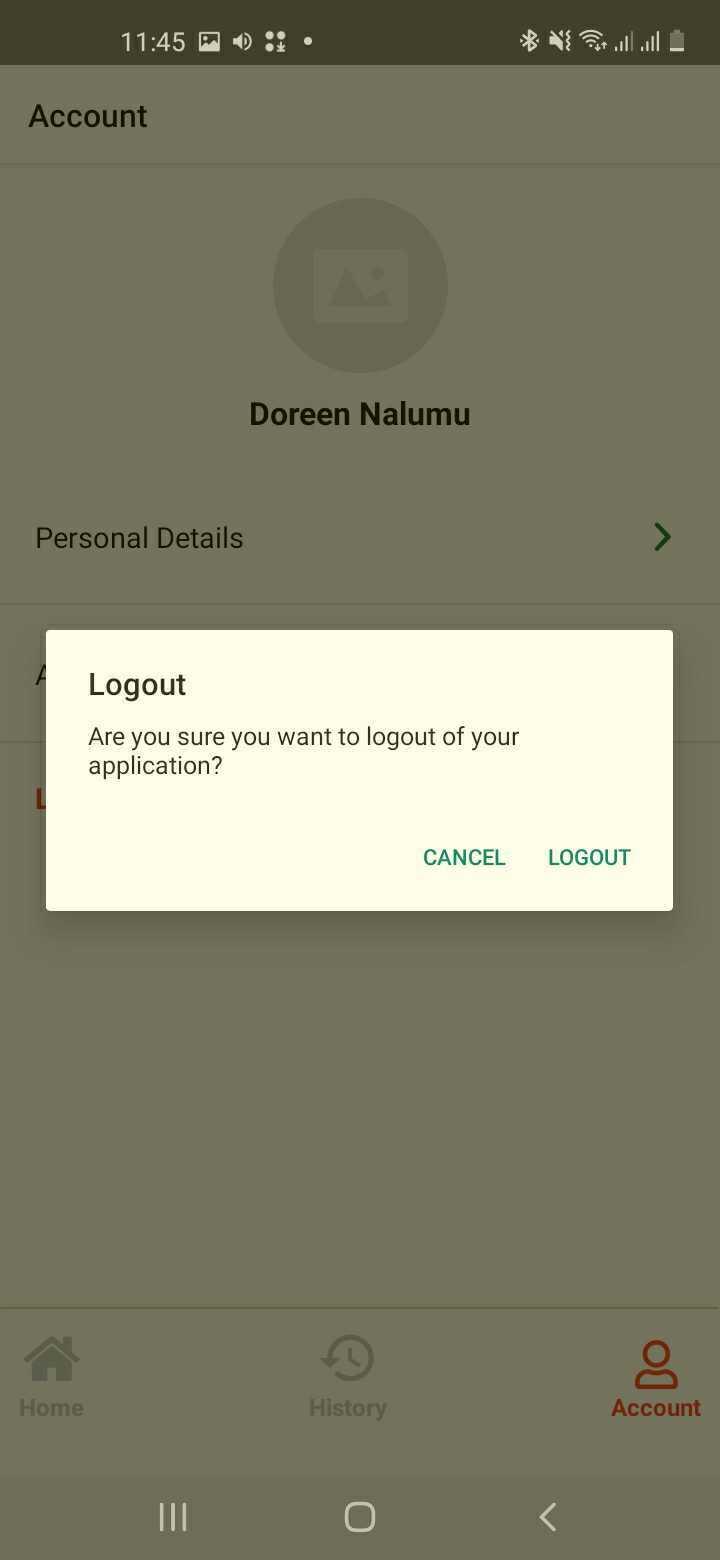 11:45
Account
Doreen Nalumu
Personal Details
Logout
Are you sure you want to logout of your
application?
CANCEL LOGOUT
Home History Account